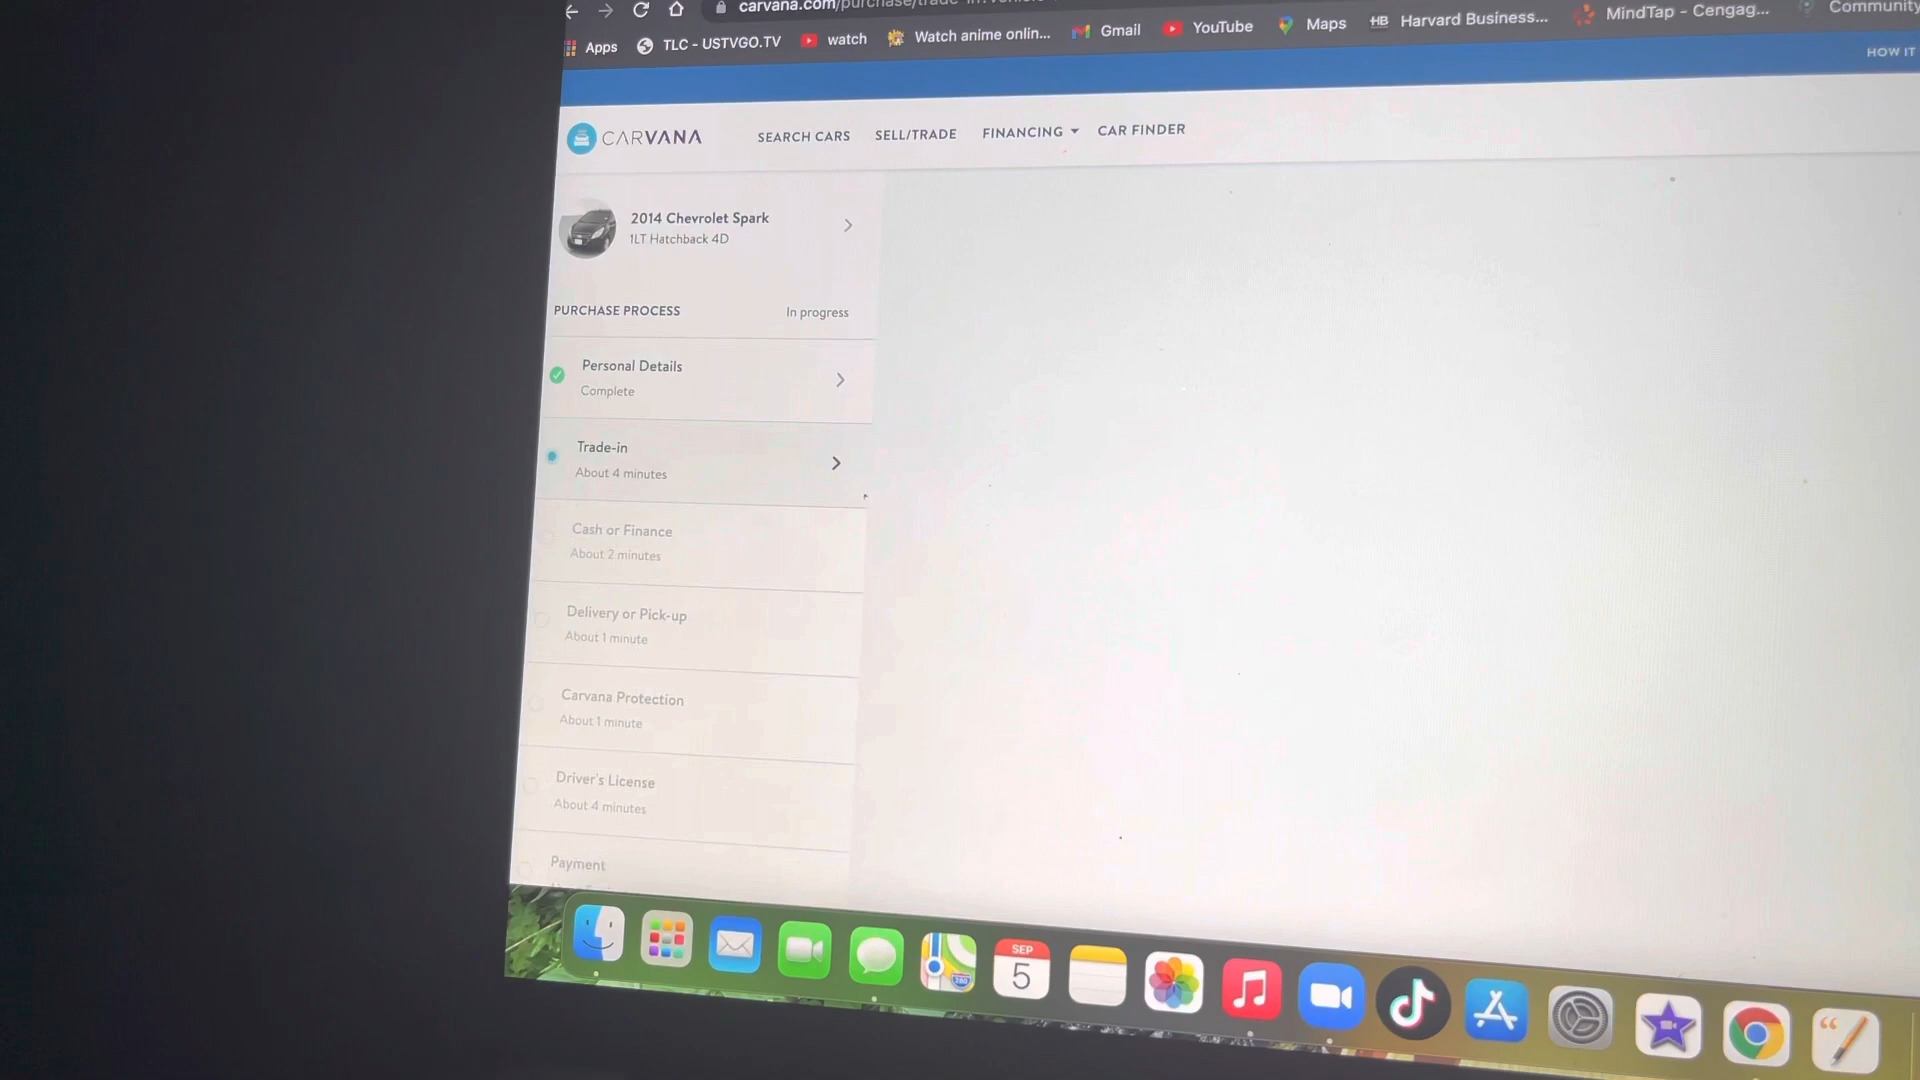 carvana.com/purchase/trade-in?vehicle
Apps TLC - USTVGO.TV watch Watch anime onlin... Gmail YouTube Maps HB Harvard Business... MindTap - Cengag... Community
HOW IT
CARVANA SEARCH CARS SELL/TRADE FINANCING CAR FINDER
2014 Chevrolet Spark
1LT Hatchback 4D
PURCHASE PROCESS In progress
Personal Details
Complete
Trade-in
About 4 minutes
Cash or Finance
About 2 minutes
Delivery or Pick-up
About 1 minute
Carvana Protection
About 1 minute
Driver's License
About 4 minutes
Payment
SEP
5
280